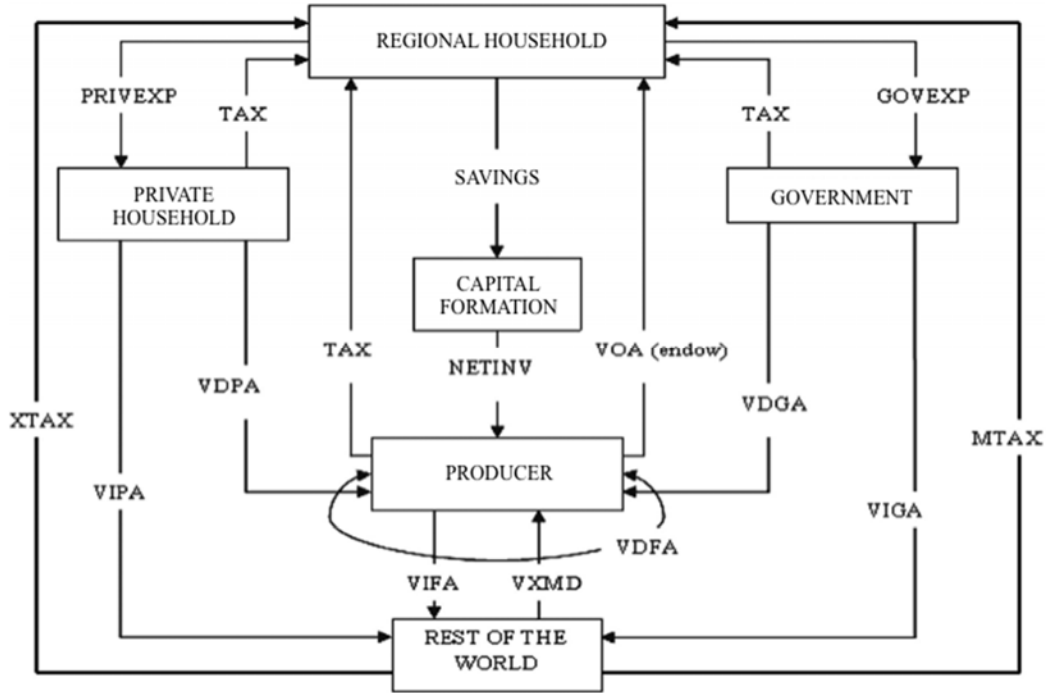 REGIONAL HOUSEHOLD
PRIVEXP
GOVEXP
TAX
TAX
SAVINGS
PRIVATE
HOUSEHOLD
GOVERNMENT
CAPITAL
FORMATION
TAX
VOA (endow)
NETINV
VDPA
VDGA
XTAX
MTAX
PRODUCER
VIPA
VIGA
VDFA
VIFA
VXMD
REST OF THE
WORLD